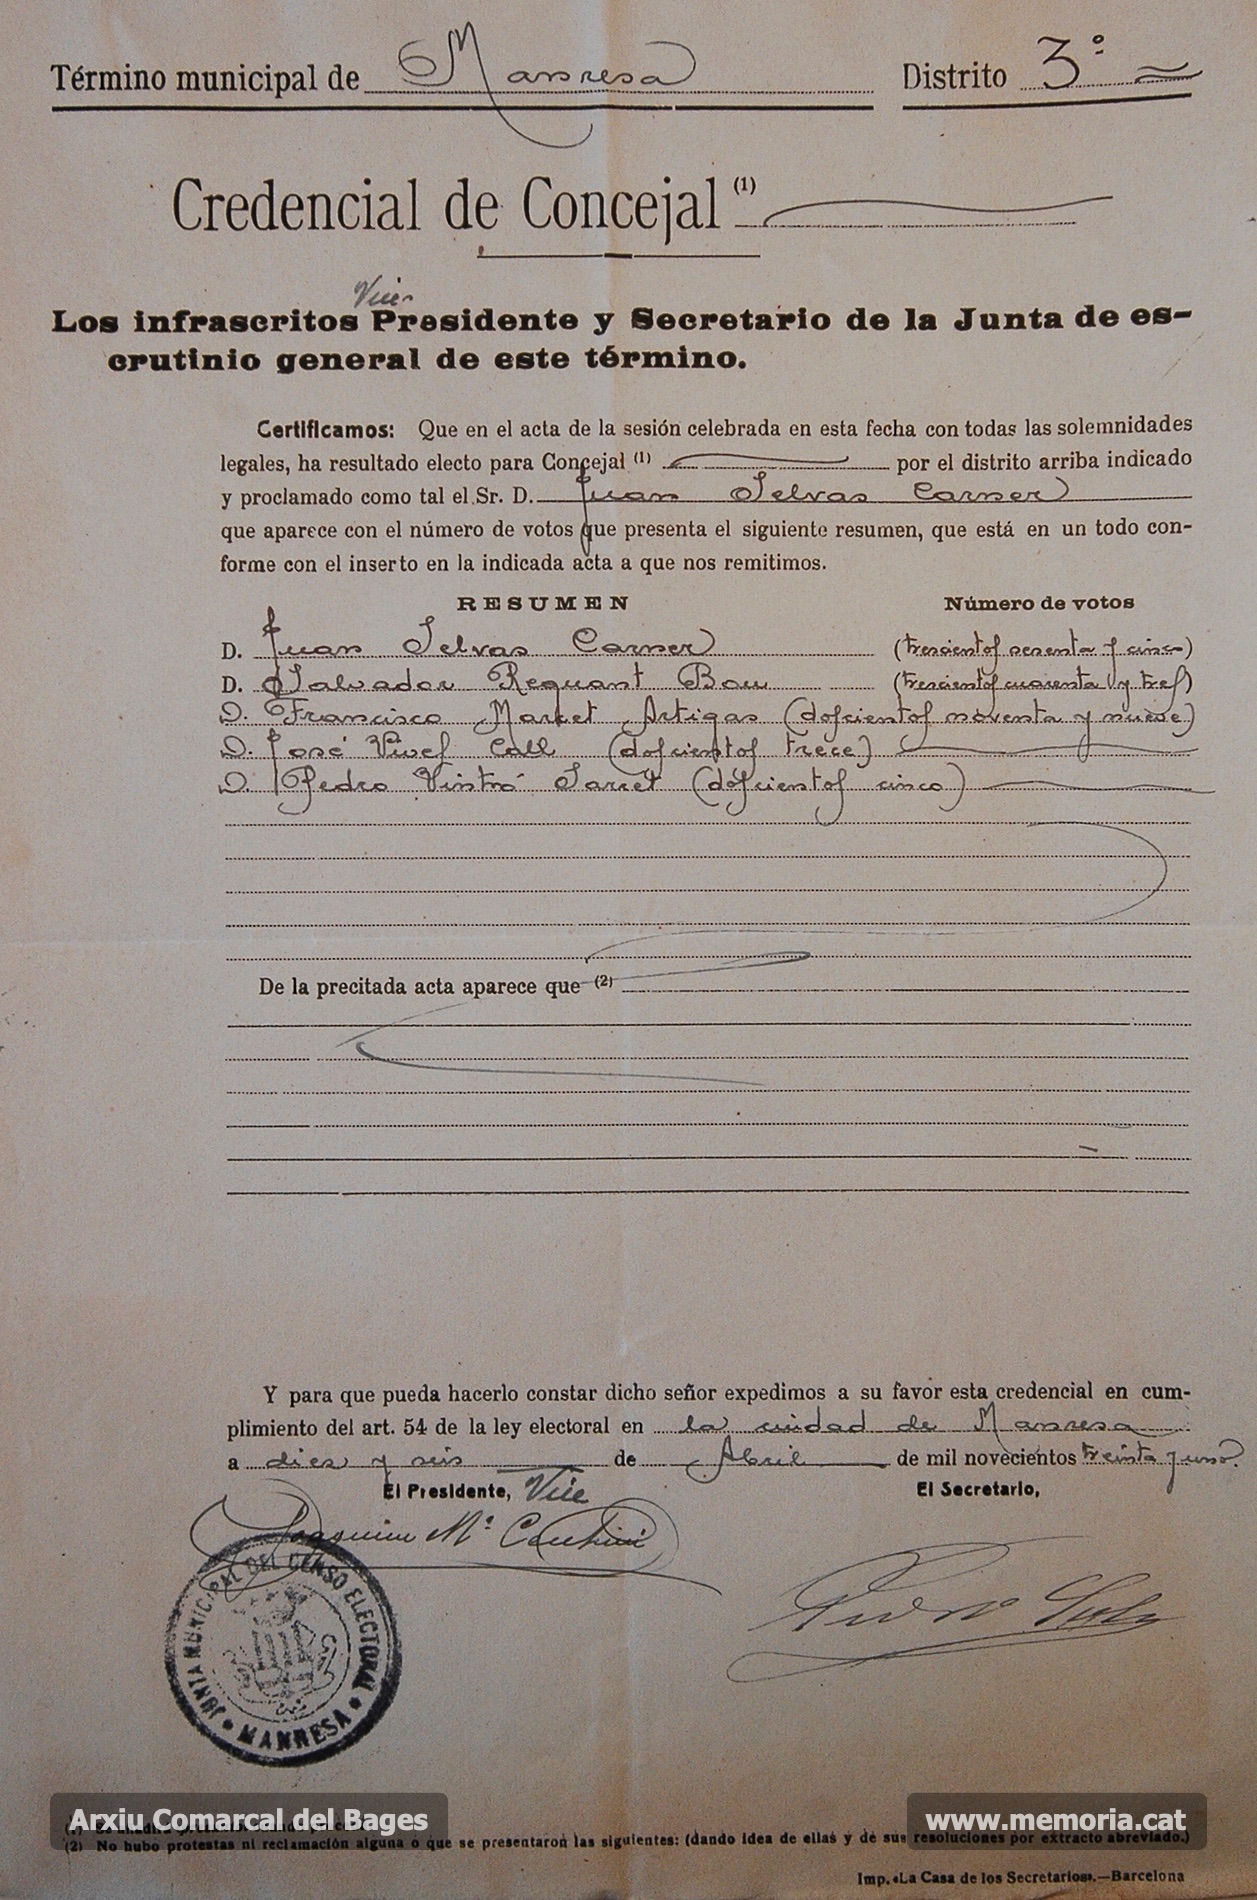 Término municipal de Manresa Distrito 3º
Credencial de Concejal (1)
Vice
Los infrascritos Presidente y Secretario de la Junta de es-
crutinio general de este término.
Certificamos: Que en el acta de la sesión celebrada en esta fecha con todas las solemnidades
legales, ha resultado electo para Concejal (1) por el distrito arriba indicado
y proclamado como tal el Sr. D. Juan Selvas Carner
que aparece con el número de votos que presenta el siguiente resumen, que está en un todo con-
forme con el inserto en la indicada acta a que nos remitimos.
RESUMEN Número de votos
D. Juan Selvas Carner (trescientos sesenta y cinco)
D. Salvador Reguant Bou (trescientos cuarenta y tres)
D. Francisco Marcet Artigas (doscientos noventa y nueve)
D. José Vives Coll (doscientos trece)
D. Pedro Vintró Sarret (doscientos cinco)
De la precitada acta aparece que (2)
Y para que pueda hacerlo constar dicho señor expedimos a su favor esta credencial en cum-
plimiento del art. 54 de la ley electoral en la ciudad de Manresa
a diez y seis de Abril de mil novecientos treinta y uno.
El Presidente, Vice El Secretario,
Joaquim Mª
JUNTA MUNICIPAL DEL CENSO ELECTORAL
MANRESA
Arxiu Comarcal del Bages www.memoria.cat
(2) No hubo protestas ni reclamación alguna o que se presentaron las siguientes: (dando idea de ellas y de sus resoluciones por extracto abreviado.)
Imp. «La Casa de los Secretarios».—Barcelona